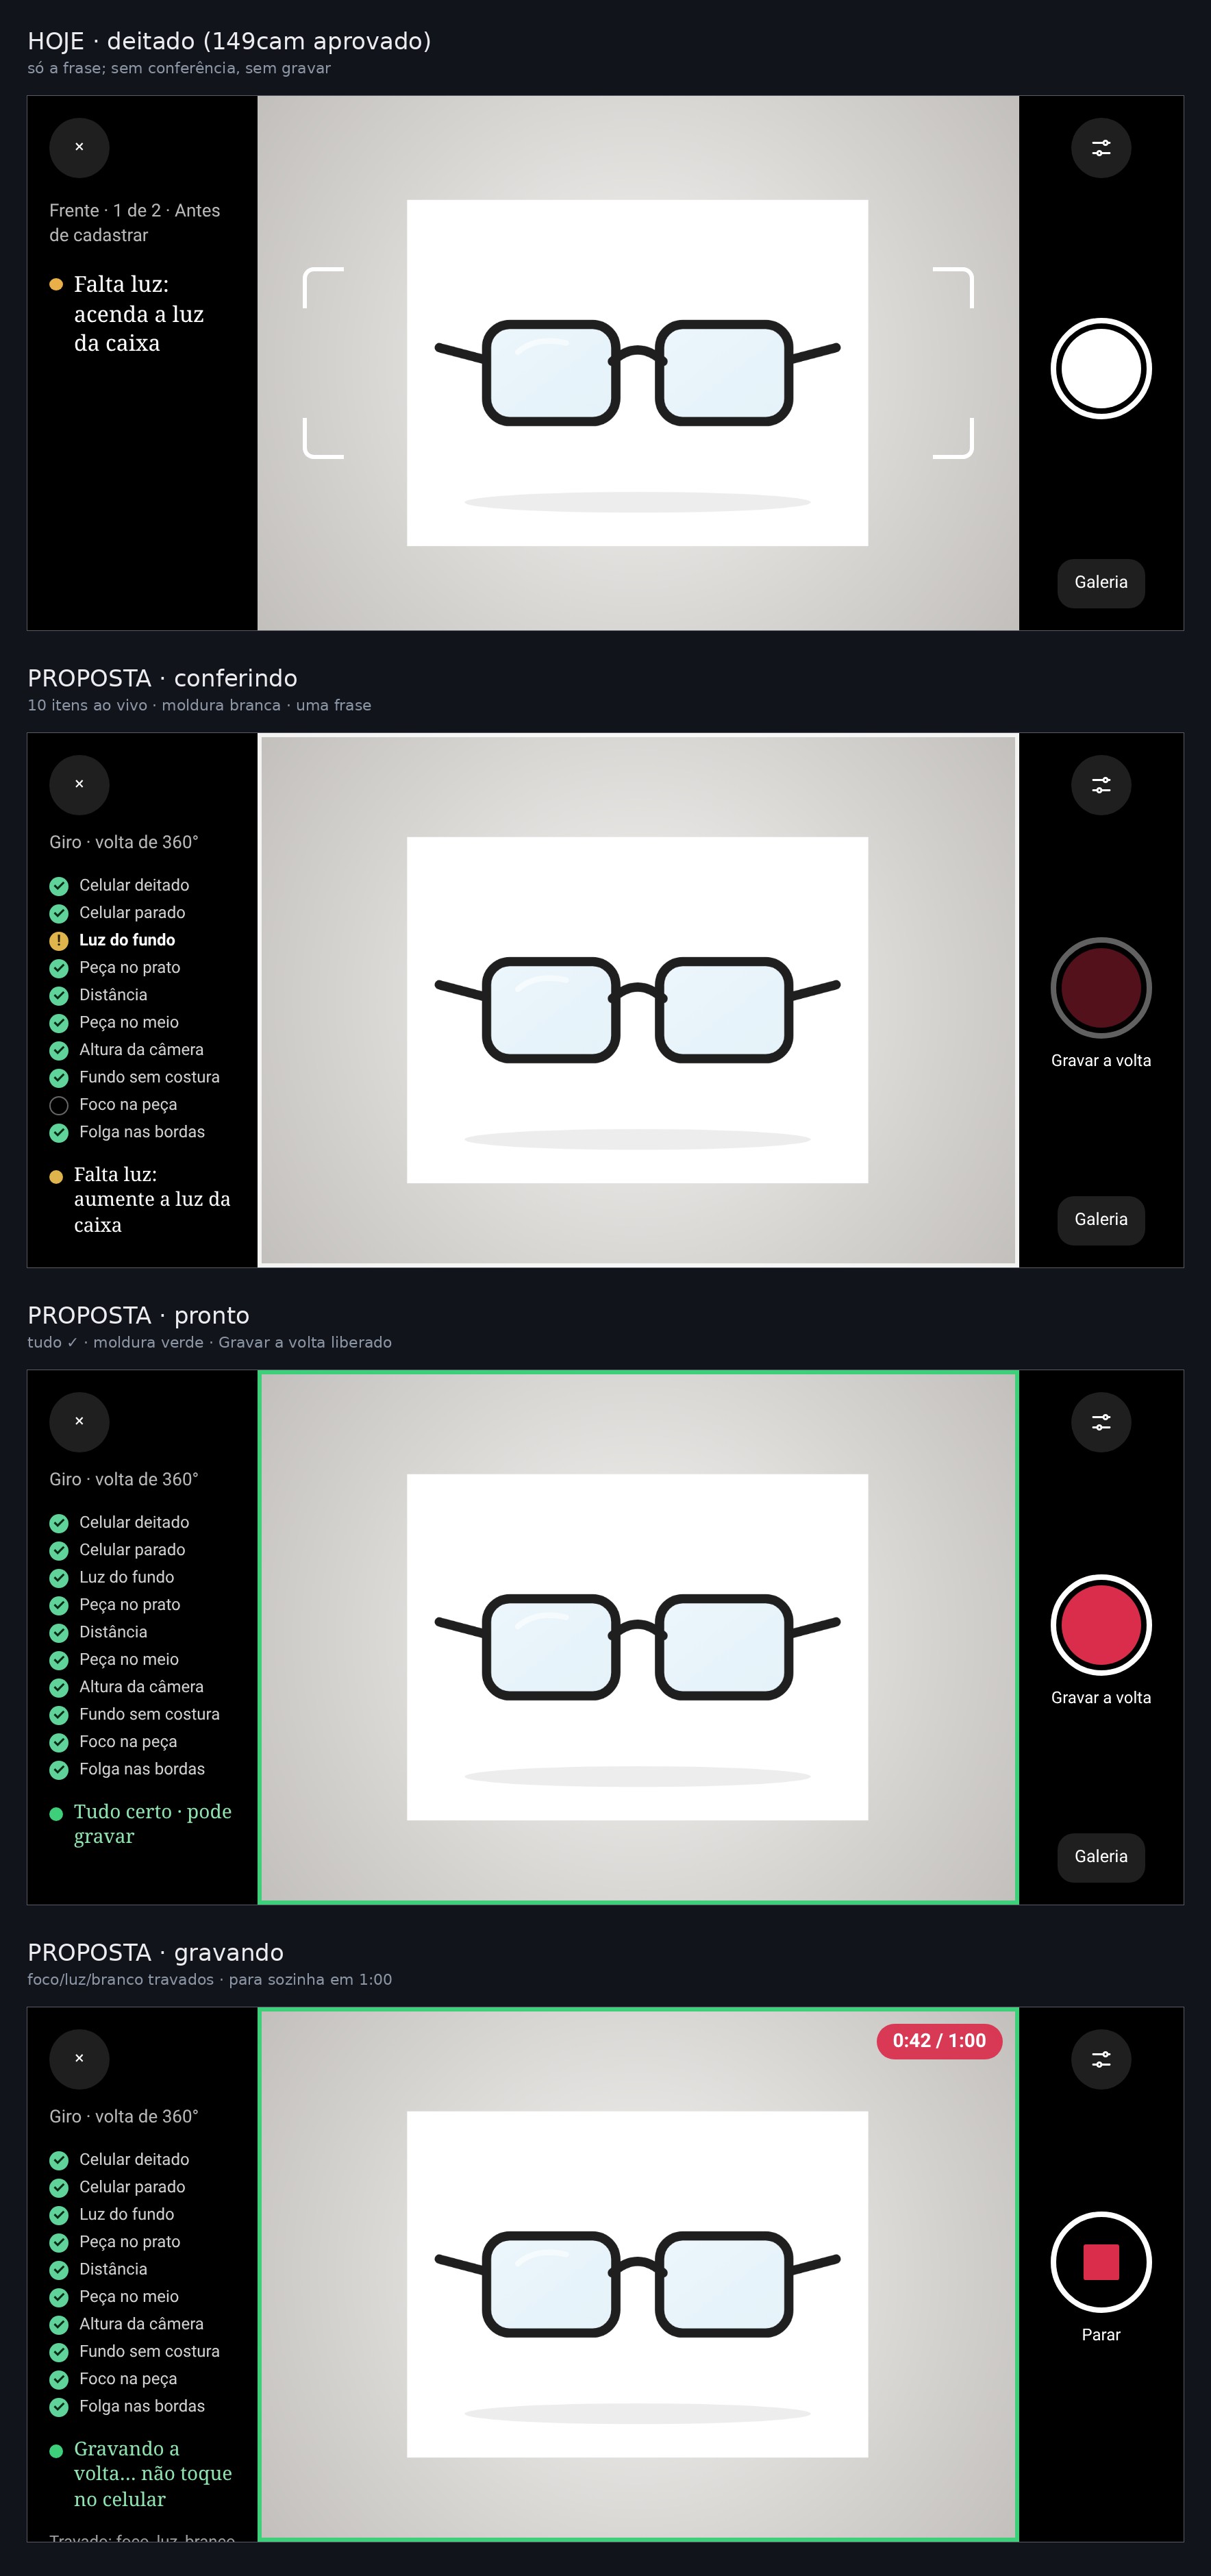 HOJE · deitado (149cam aprovado)
só a frase; sem conferência, sem gravar
×
Frente · 1 de 2 · Antes
de cadastrar
Falta luz:
acenda a luz
da caixa
Galeria
PROPOSTA · conferindo
10 itens ao vivo · moldura branca · uma frase
×
Giro · volta de 360°
Celular deitado
Celular parado
! Luz do fundo
Peça no prato
Distância
Peça no meio
Altura da câmera
Fundo sem costura
Foco na peça
Folga nas bordas
Falta luz:
aumente a luz da
caixa
Gravar a volta
Galeria
PROPOSTA · pronto
tudo ✓ · moldura verde · Gravar a volta liberado
×
Giro · volta de 360°
Celular deitado
Celular parado
Luz do fundo
Peça no prato
Distância
Peça no meio
Altura da câmera
Fundo sem costura
Foco na peça
Folga nas bordas
Tudo certo · pode
gravar
Gravar a volta
Galeria
PROPOSTA · gravando
foco/luz/branco travados · para sozinha em 1:00
×
Giro · volta de 360°
Celular deitado
Celular parado
Luz do fundo
Peça no prato
Distância
Peça no meio
Altura da câmera
Fundo sem costura
Foco na peça
Folga nas bordas
Gravando a
volta… não toque
no celular
Travado: foco, luz, branco
0:42 / 1:00
Parar